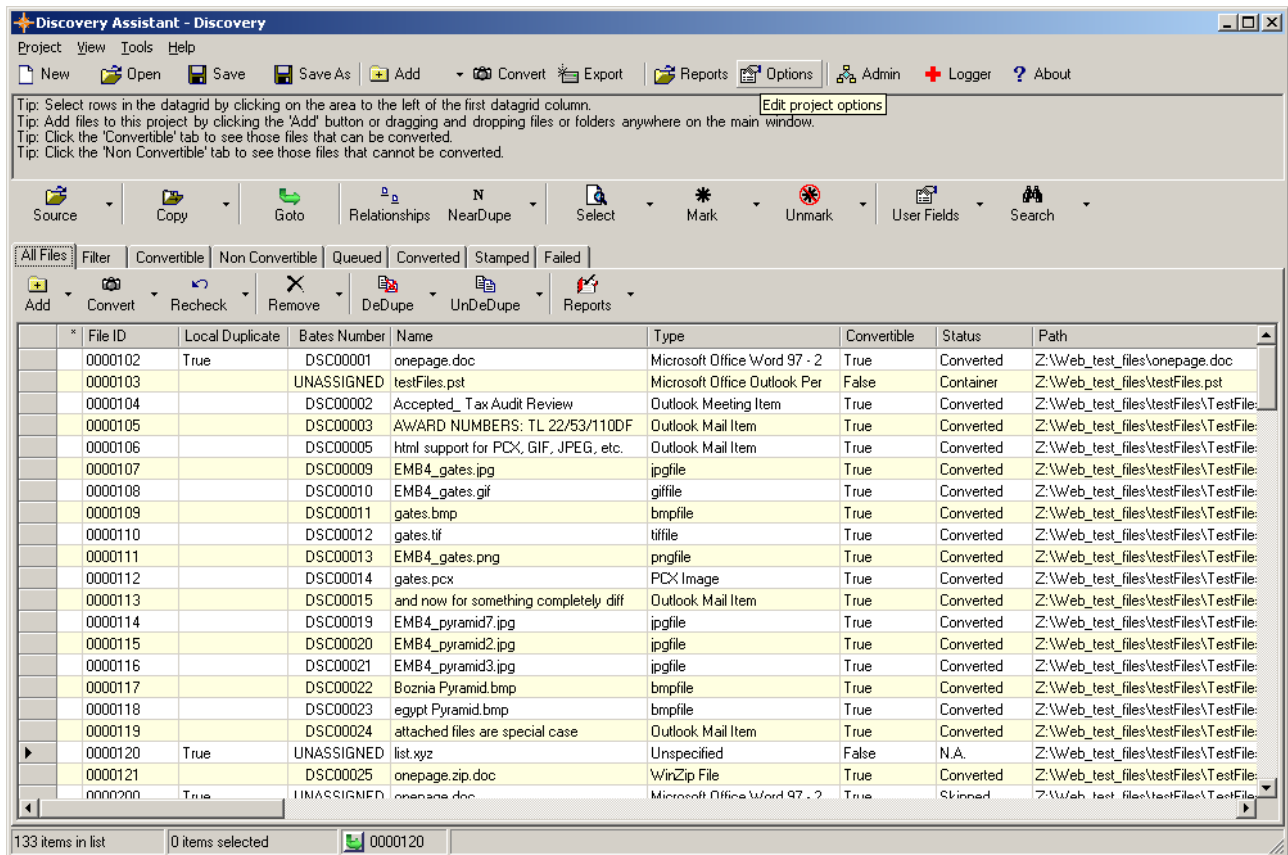 Discovery Assistant - Discovery
Project View Tools Help
New Open Save Save As Add Convert Export Reports Options Admin Logger About
Tip: Select rows in the datagrid by clicking on the area to the left of the first datagrid column.
Edit project options
Tip: Add files to this project by clicking the 'Add' button or dragging and dropping files or folders anywhere on the main window.
Tip: Click the 'Convertible' tab to see those files that can be converted.
Tip: Click the 'Non Convertible' tab to see those files that cannot be converted.
Source Copy Goto Relationships NearDupe Select Mark Unmark User Fields Search
All Files Filter Convertible Non Convertible Queued Converted Stamped Failed
Add Convert Recheck Remove DeDupe UnDeDupe Reports
* File ID Local Duplicate Bates Number Name Type Convertible Status Path
0000102 True DSC00001 onepage.doc Microsoft Office Word 97 - 2 True Converted Z:\Web_test_files\onepage.doc
0000103 UNASSIGNED testFiles.pst Microsoft Office Outlook Per False Container Z:\Web_test_files\testFiles.pst
0000104 DSC00002 Accepted_ Tax Audit Review Outlook Meeting Item True Converted Z:\Web_test_files\testFiles\TestFile
0000105 DSC00003 AWARD NUMBERS: TL 22/53/110DF Outlook Mail Item True Converted Z:\Web_test_files\testFiles\TestFile
0000106 DSC00005 html support for PCX, GIF, JPEG, etc. Outlook Mail Item True Converted Z:\Web_test_files\testFiles\TestFile
0000107 DSC00009 EMB4_gates.jpg jpgfile True Converted Z:\Web_test_files\testFiles\TestFile
0000108 DSC00010 EMB4_gates.gif giffile True Converted Z:\Web_test_files\testFiles\TestFile
0000109 DSC00011 gates.bmp bmpfile True Converted Z:\Web_test_files\testFiles\TestFile
0000110 DSC00012 gates.tif tiffile True Converted Z:\Web_test_files\testFiles\TestFile
0000111 DSC00013 EMB4_gates.png pngfile True Converted Z:\Web_test_files\testFiles\TestFile
0000112 DSC00014 gates.pcx PCX Image True Converted Z:\Web_test_files\testFiles\TestFile
0000113 DSC00015 and now for something completely diff Outlook Mail Item True Converted Z:\Web_test_files\testFiles\TestFile
0000114 DSC00019 EMB4_pyramid7.jpg jpgfile True Converted Z:\Web_test_files\testFiles\TestFile
0000115 DSC00020 EMB4_pyramid2.jpg jpgfile True Converted Z:\Web_test_files\testFiles\TestFile
0000116 DSC00021 EMB4_pyramid3.jpg jpgfile True Converted Z:\Web_test_files\testFiles\TestFile
0000117 DSC00022 Boznia Pyramid.bmp bmpfile True Converted Z:\Web_test_files\testFiles\TestFile
0000118 DSC00023 egypt Pyramid.bmp bmpfile True Converted Z:\Web_test_files\testFiles\TestFile
0000119 DSC00024 attached files are special case Outlook Mail Item True Converted Z:\Web_test_files\testFiles\TestFile
0000120 True UNASSIGNED list.xyz Unspecified False N.A. Z:\Web_test_files\testFiles\TestFile
0000121 DSC00025 onepage.zip.doc WinZip File True Converted Z:\Web_test_files\testFiles\TestFile
0000200 True UNASSIGNED onepage.doc Microsoft Office Word 97 - 2 True Skipped Z:\Web_test_files\testFiles\TestFile
133 items in list 0 items selected 0000120